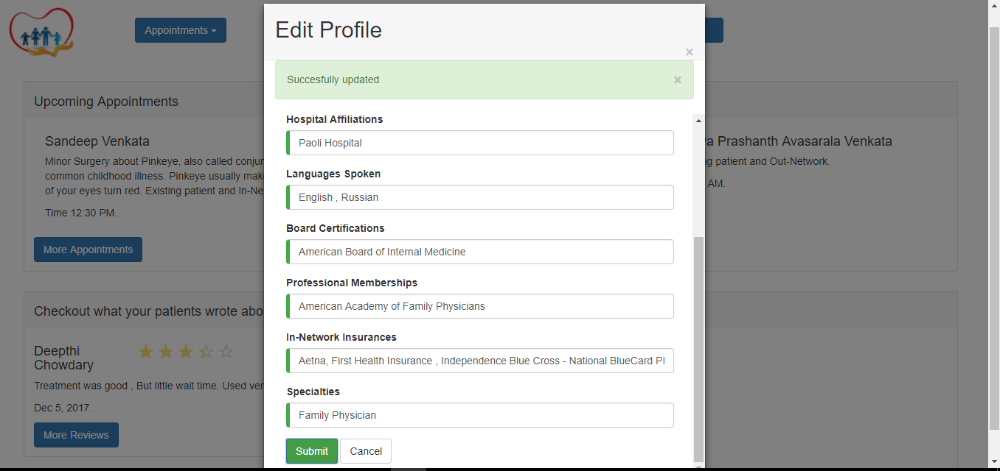 Appointments
Edit Profile
×
Succesfully updated ×
Hospital Affiliations
Paoli Hospital
Languages Spoken
English , Russian
Board Certifications
American Board of Internal Medicine
Professional Memberships
American Academy of Family Physicians
In-Network Insurances
Aetna, First Health Insurance , Independence Blue Cross - National BlueCard Pl
Specialties
Family Physician
Submit Cancel
Upcoming Appointments
Sandeep Venkata
Minor Surgery about Pinkeye, also called conjur
common childhood illness. Pinkeye usually mak
of your eyes turn red. Existing patient and In-Ne
Time 12:30 PM.
More Appointments
Prashanth Avasarala Venkata
patient and Out-Network.
AM.
Checkout what your patients wrote abo
Deepthi
Chowdary
Treatment was good , But little wait time. Used ver
Dec 5, 2017.
More Reviews